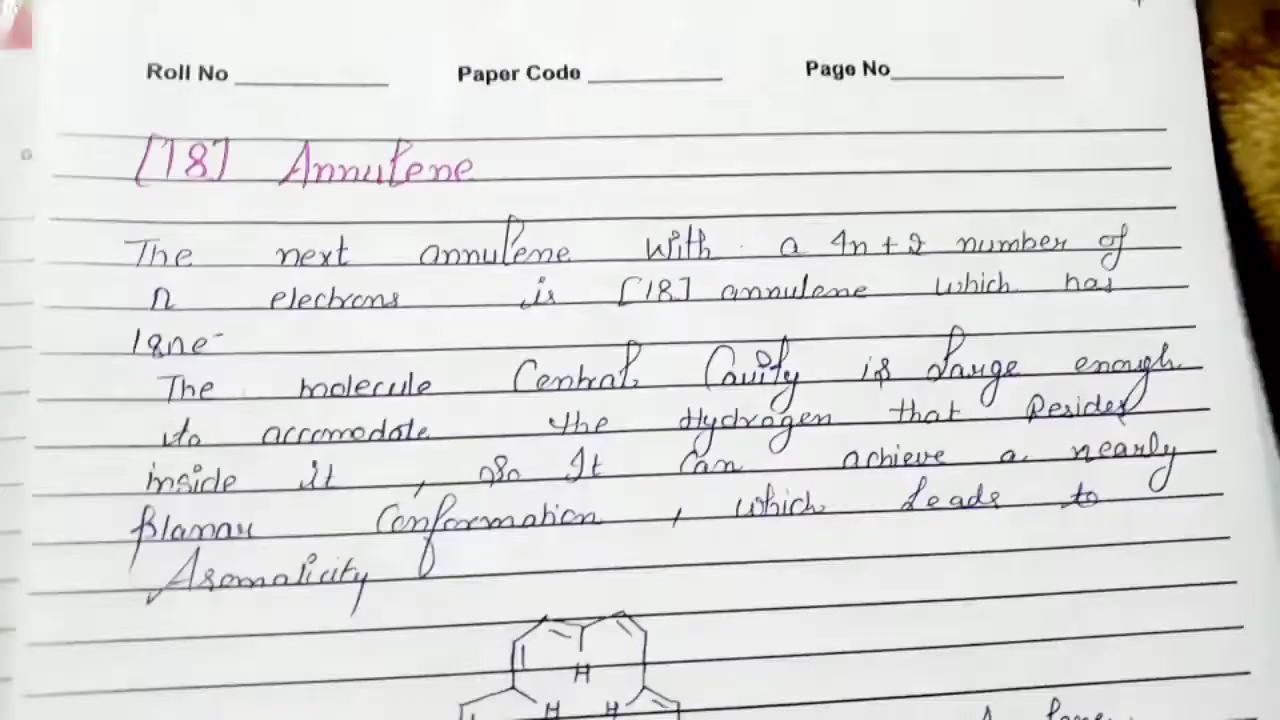 Roll No Paper Code Page No
[18] Annulene
The next annulene with a 4n+2 number of
π electrons is [18] annulene which has
18πe⁻
The molecule Central Cavity is large enough
to accomodate the Hydrogen that Resides
inside it , so It can achieve a nearly
planar Conformation , which leads to
Aromaticity
H
H H